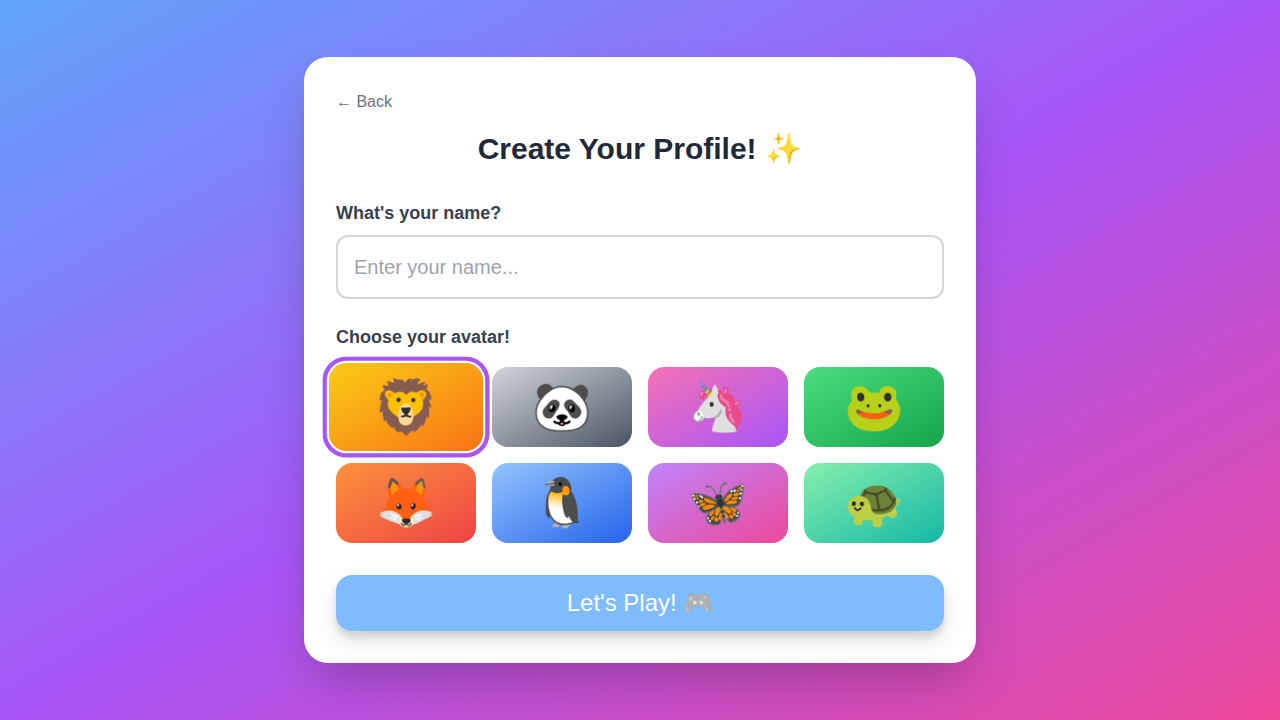 ← Back
Create Your Profile! ✨
What's your name?
Enter your name...
Choose your avatar!
Let's Play! 🎮